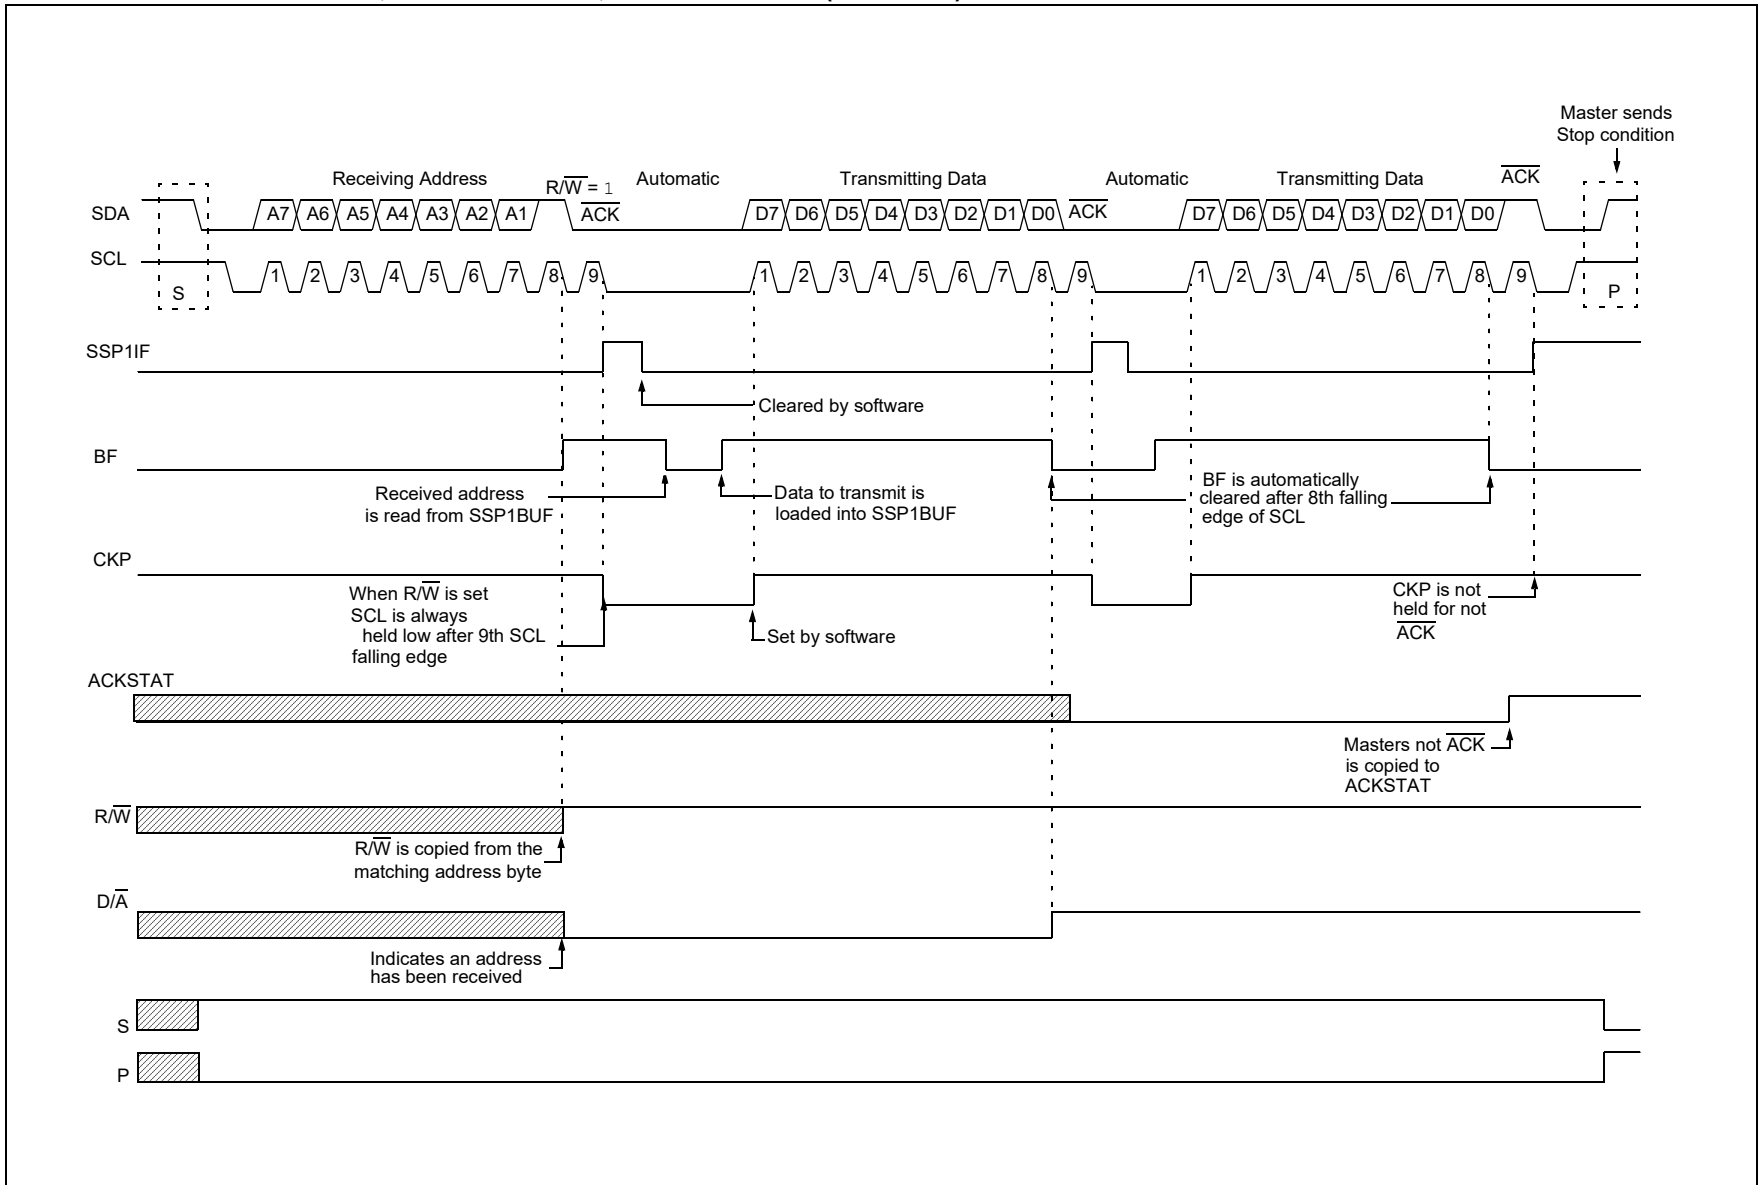 Master sends
Stop condition
Receiving Address
R/W̅ = 1
Automatic
Transmitting Data
Automatic
Transmitting Data
A̅C̅K̅
SDA
A7 A6 A5 A4 A3 A2 A1
A̅C̅K̅
D7 D6 D5 D4 D3 D2 D1 D0
A̅C̅K̅
D7 D6 D5 D4 D3 D2 D1 D0
SCL
1 2 3 4 5 6 7 8 9
1 2 3 4 5 6 7 8 9
1 2 3 4 5 6 7 8 9
S
P
SSP1IF
Cleared by software
BF
Received address
is read from SSP1BUF
Data to transmit is
loaded into SSP1BUF
BF is automatically
cleared after 8th falling
edge of SCL
CKP
When R/W̅ is set
SCL is always
held low after 9th SCL
falling edge
Set by software
CKP is not
held for not
A̅C̅K̅
ACKSTAT
Masters not A̅C̅K̅
is copied to
ACKSTAT
R/W̅
R/W̅ is copied from the
matching address byte
D/A̅
Indicates an address
has been received
S
P